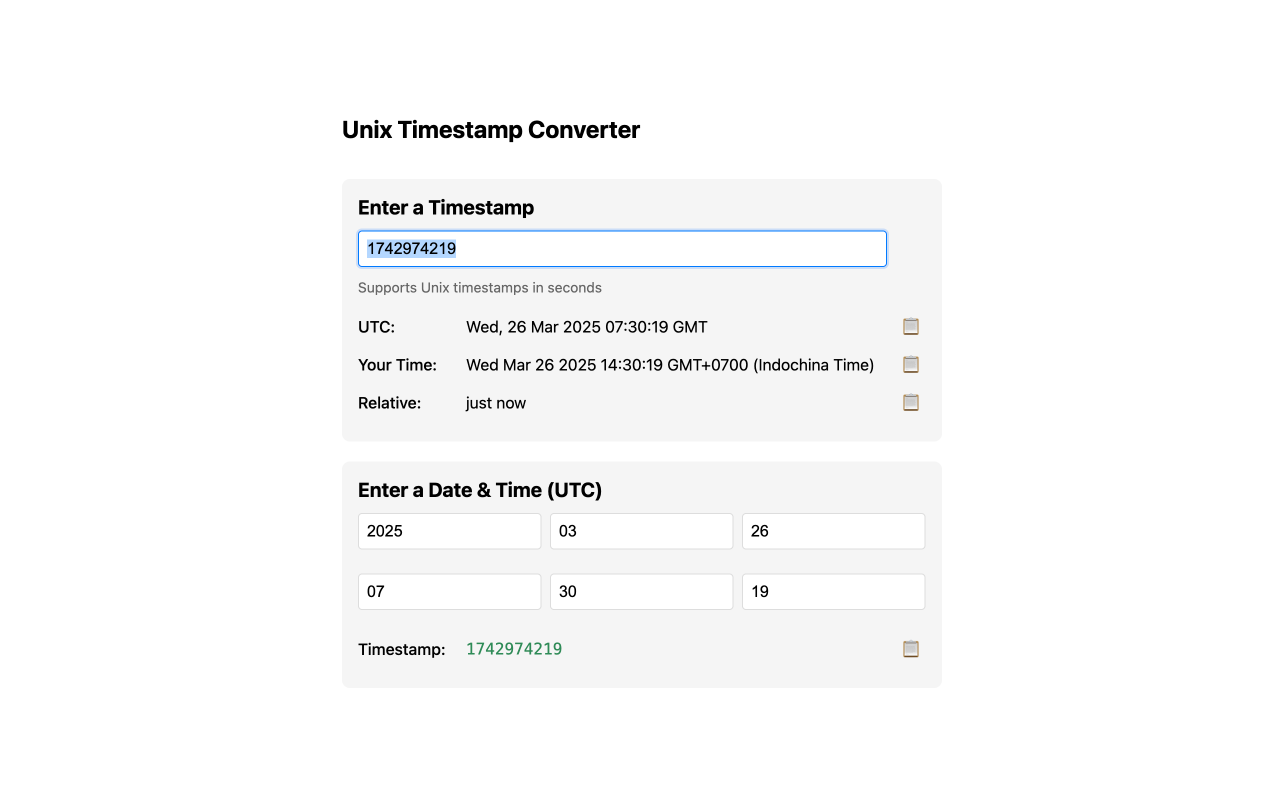 Unix Timestamp Converter
Enter a Timestamp
1742974219
Supports Unix timestamps in seconds
UTC: Wed, 26 Mar 2025 07:30:19 GMT
Your Time: Wed Mar 26 2025 14:30:19 GMT+0700 (Indochina Time)
Relative: just now
Enter a Date & Time (UTC)
2025 03 26
07 30 19
Timestamp: 1742974219